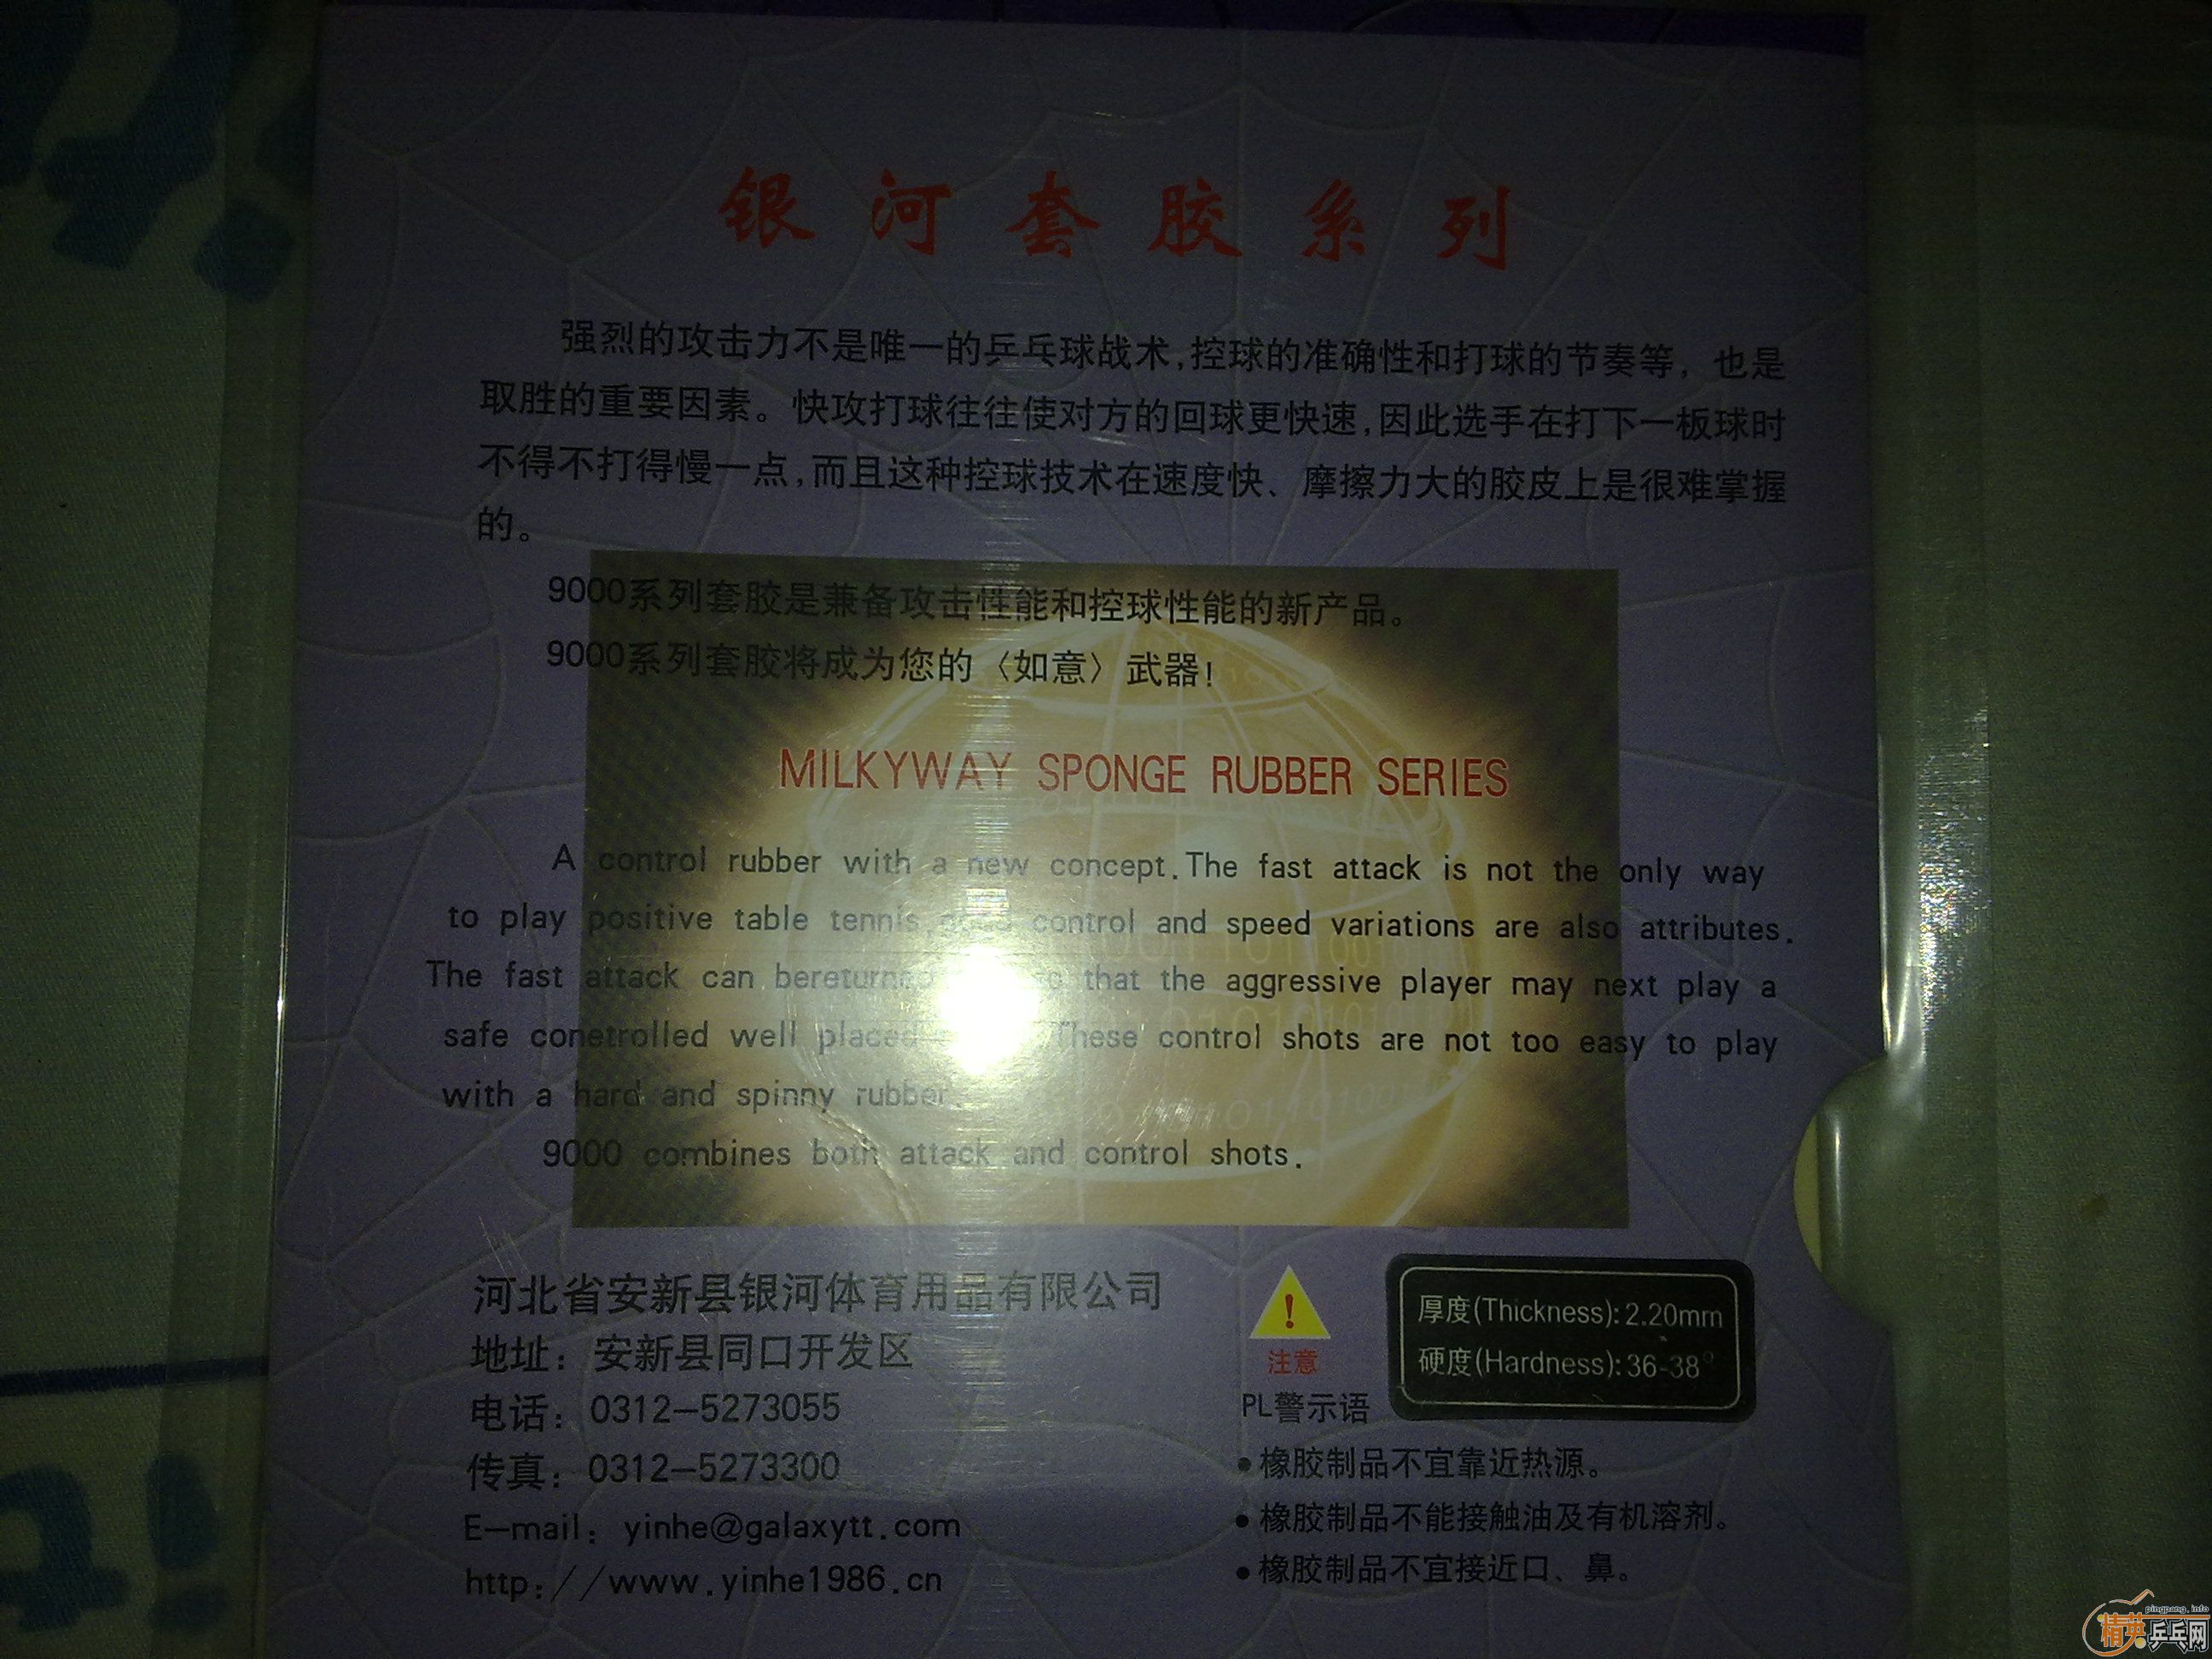 银河套胶系列
强烈的攻击力不是唯一的乒乓球战术,控球的准确性和打球的节奏等，也是
取胜的重要因素。快攻打球往往使对方的回球更快速,因此选手在打下一板球时
不得不打得慢一点,而且这种控球技术在速度快、摩擦力大的胶皮上是很难掌握
的。
9000系列套胶是兼备攻击性能和控球性能的新产品。
9000系列套胶将成为您的〈如意〉武器!
MILKYWAY SPONGE RUBBER SERIES
A control rubber with a new concept.The fast attack is not the only way
to play positive table tennis,good control and speed variations are also attributes.
The fast attack can bereturned that the aggressive player may next play a
safe conetrolled well placed These control shots are not too easy to play
with a hard and spinny rubber
9000 combines both attack and control shots.
河北省安新县银河体育用品有限公司
地址：安新县同口开发区
电话：0312-5273055
传真：0312-5273300
E-mail：yinhe@galaxytt.com
http://www.yinhe1986.cn
!
注意
厚度(Thickness):2.20mm
硬度(Hardness):36-38°
PL警示语
●橡胶制品不宜靠近热源。
●橡胶制品不能接触油及有机溶剂。
●橡胶制品不宜接近口、鼻。
pingpang.info
精英乒乓网